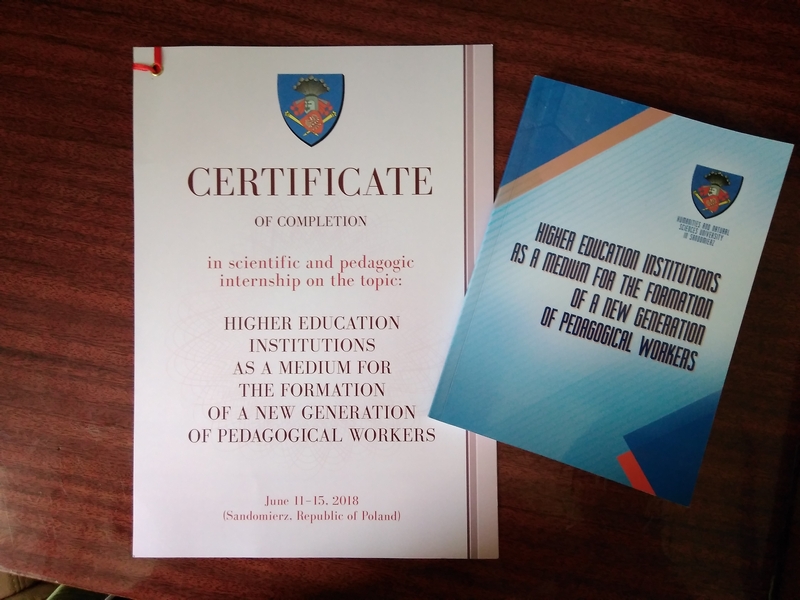 CERTIFICATE
OF COMPLETION
in scientific and pedagogic
internship on the topic:
HIGHER EDUCATION
INSTITUTIONS
AS A MEDIUM FOR
THE FORMATION
OF A NEW GENERATION
OF PEDAGOGICAL WORKERS
June 11–15, 2018
(Sandomierz, Republic of Poland)
HUMANITIES AND NATURAL
SCIENCES UNIVERSITY
IN SANDOMIERZ
HIGHER EDUCATION INSTITUTIONS
AS A MEDIUM FOR THE FORMATION
OF A NEW GENERATION
OF PEDAGOGICAL WORKERS